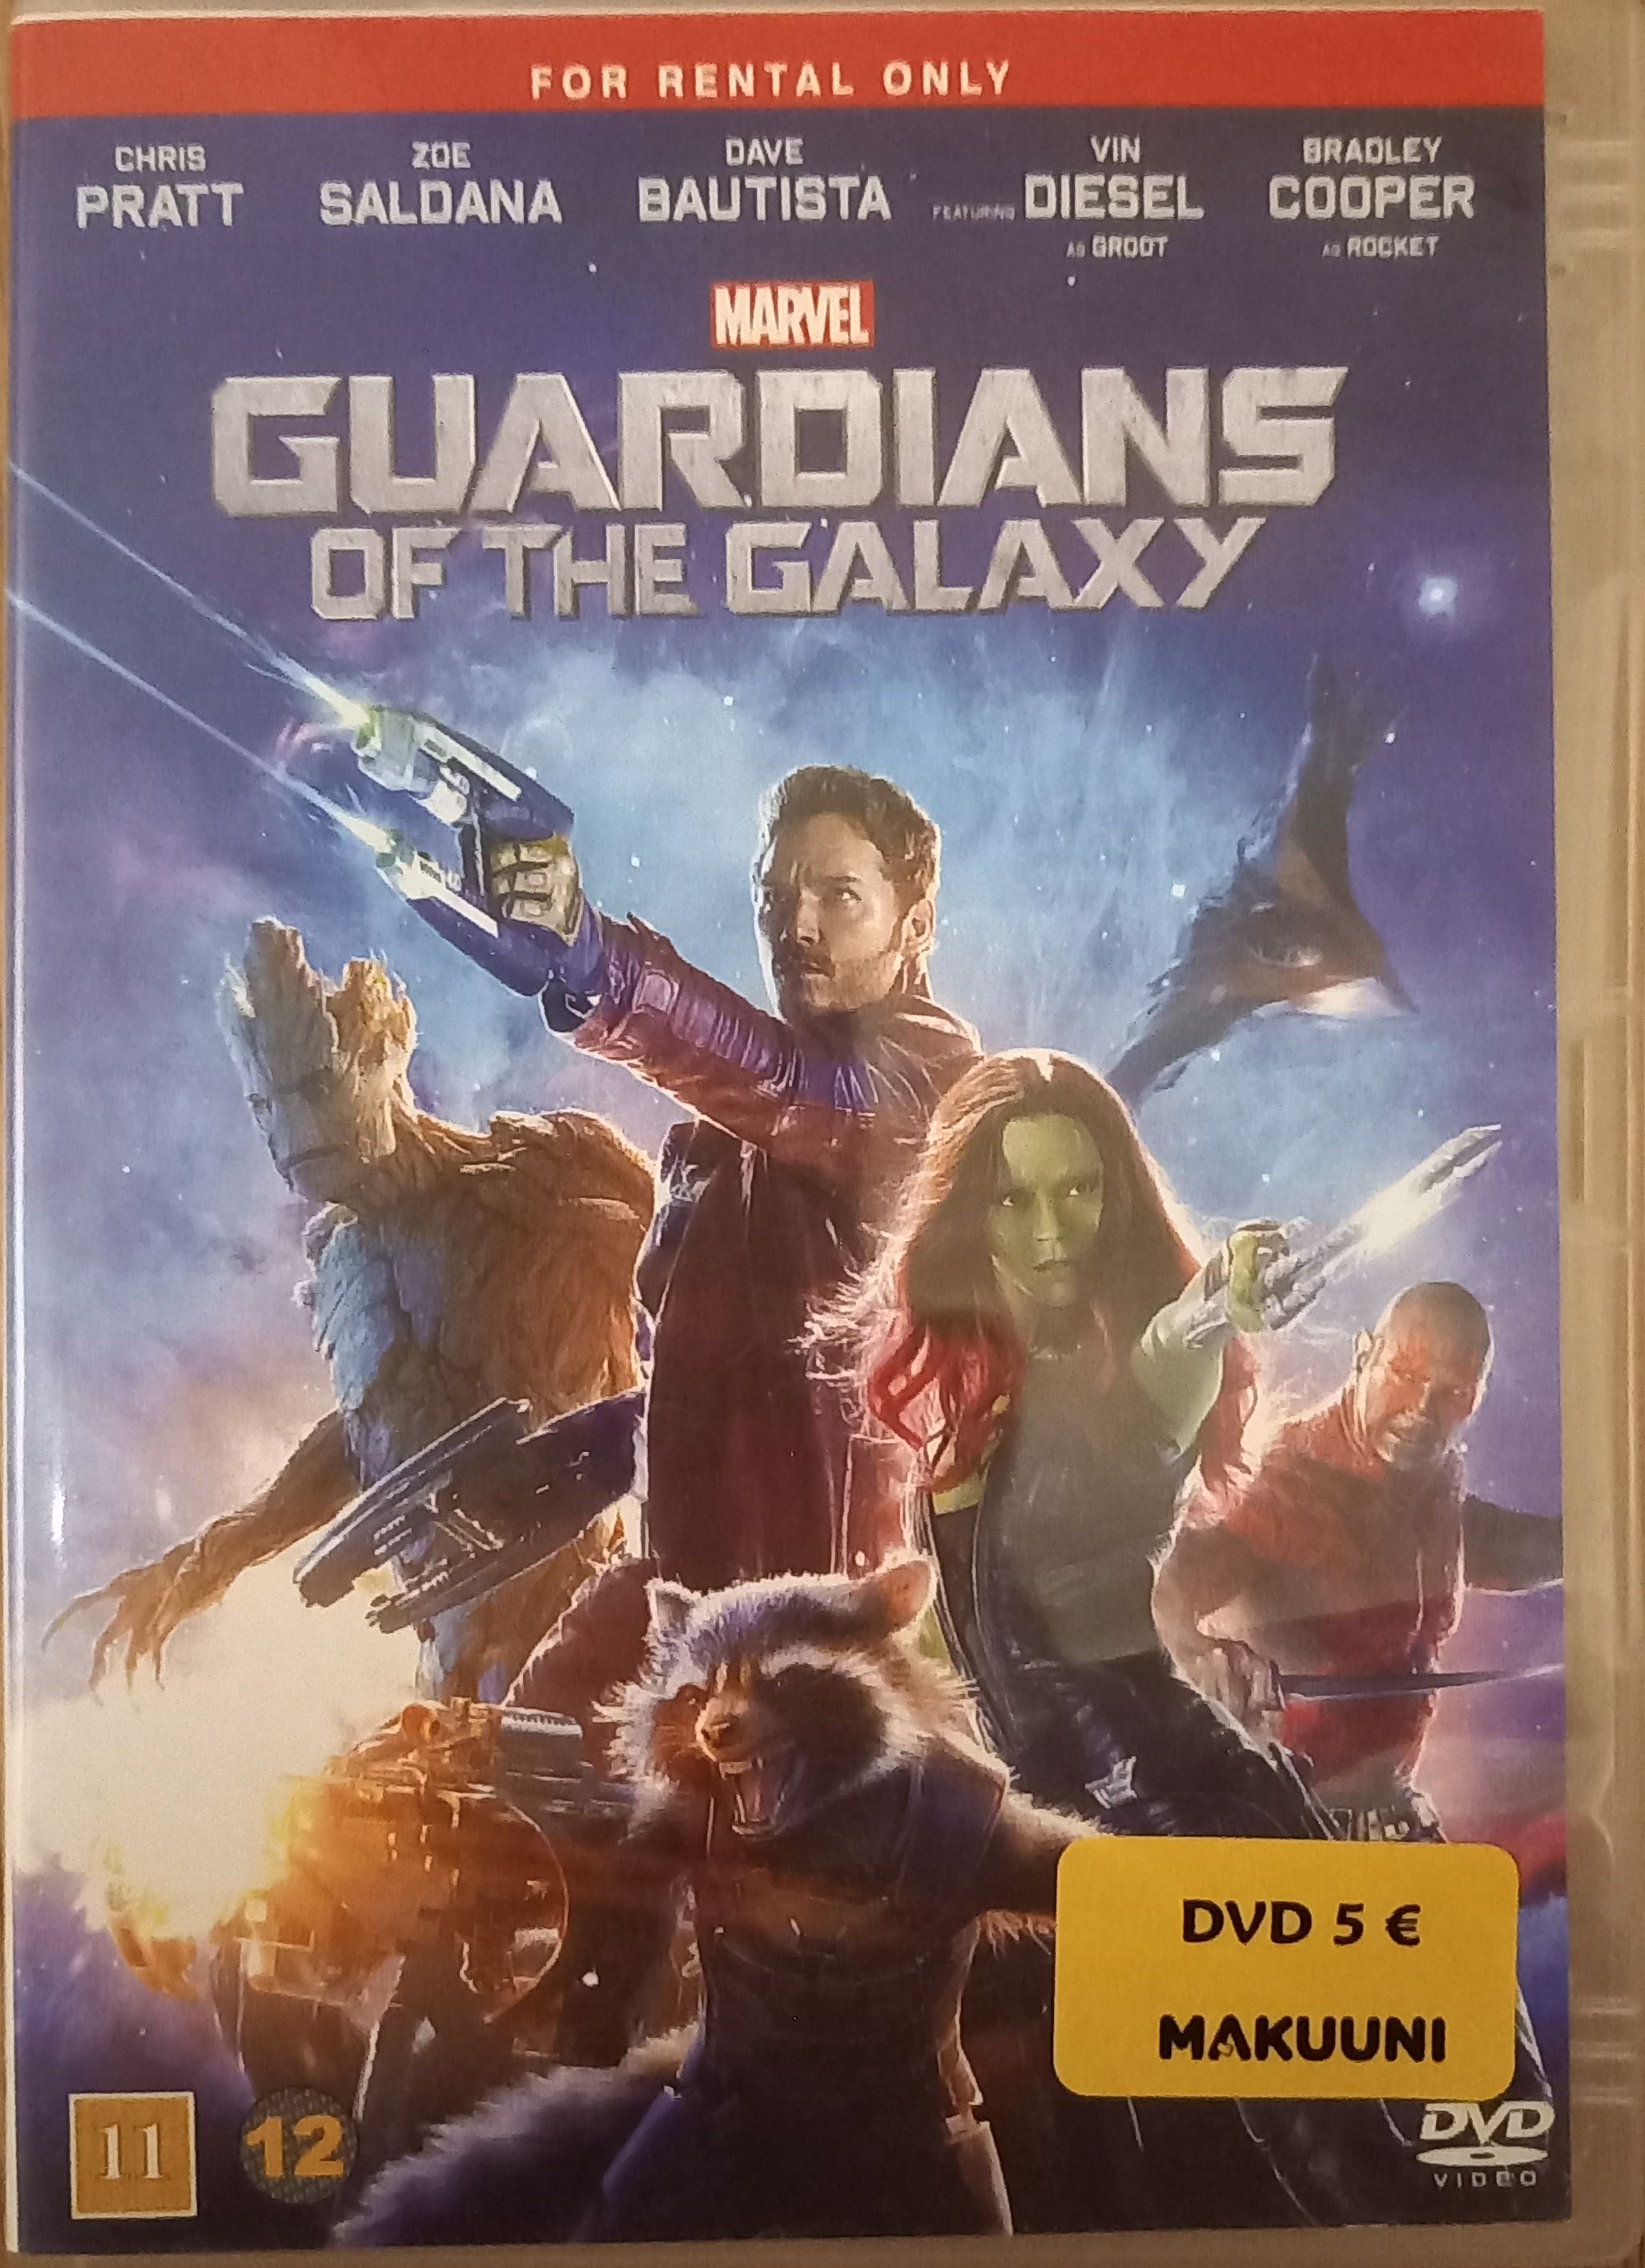 FOR RENTAL ONLY
CHRIS PRATT
ZOE SALDANA
DAVE BAUTISTA
FEATURING VIN DIESEL AS GROOT
BRADLEY COOPER AS ROCKET
MARVEL
GUARDIANS
OF THE GALAXY
DVD 5 €
MAKUUNI
11
12
DVD
VIDEO